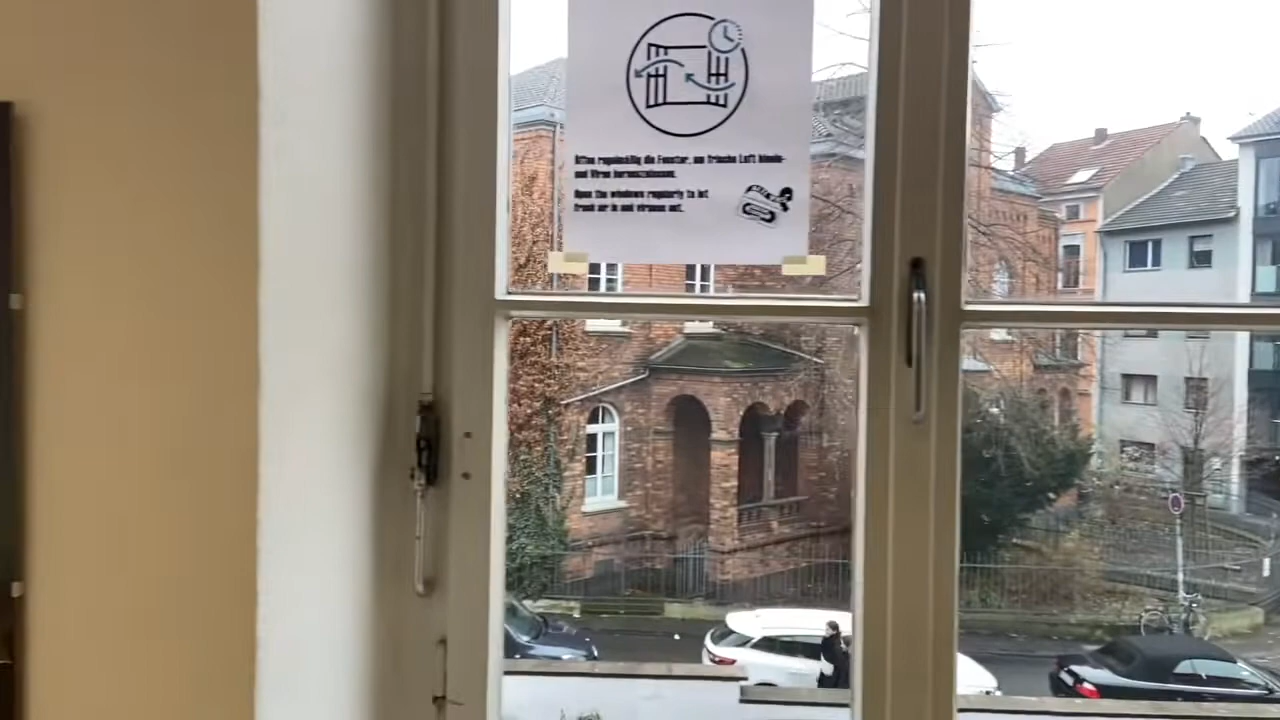 Öffne regelmäßig die Fenster, um frische Luft hinein-
und Viren herauszulassen.
Open the windows regularly to let
fresh air in and viruses out.